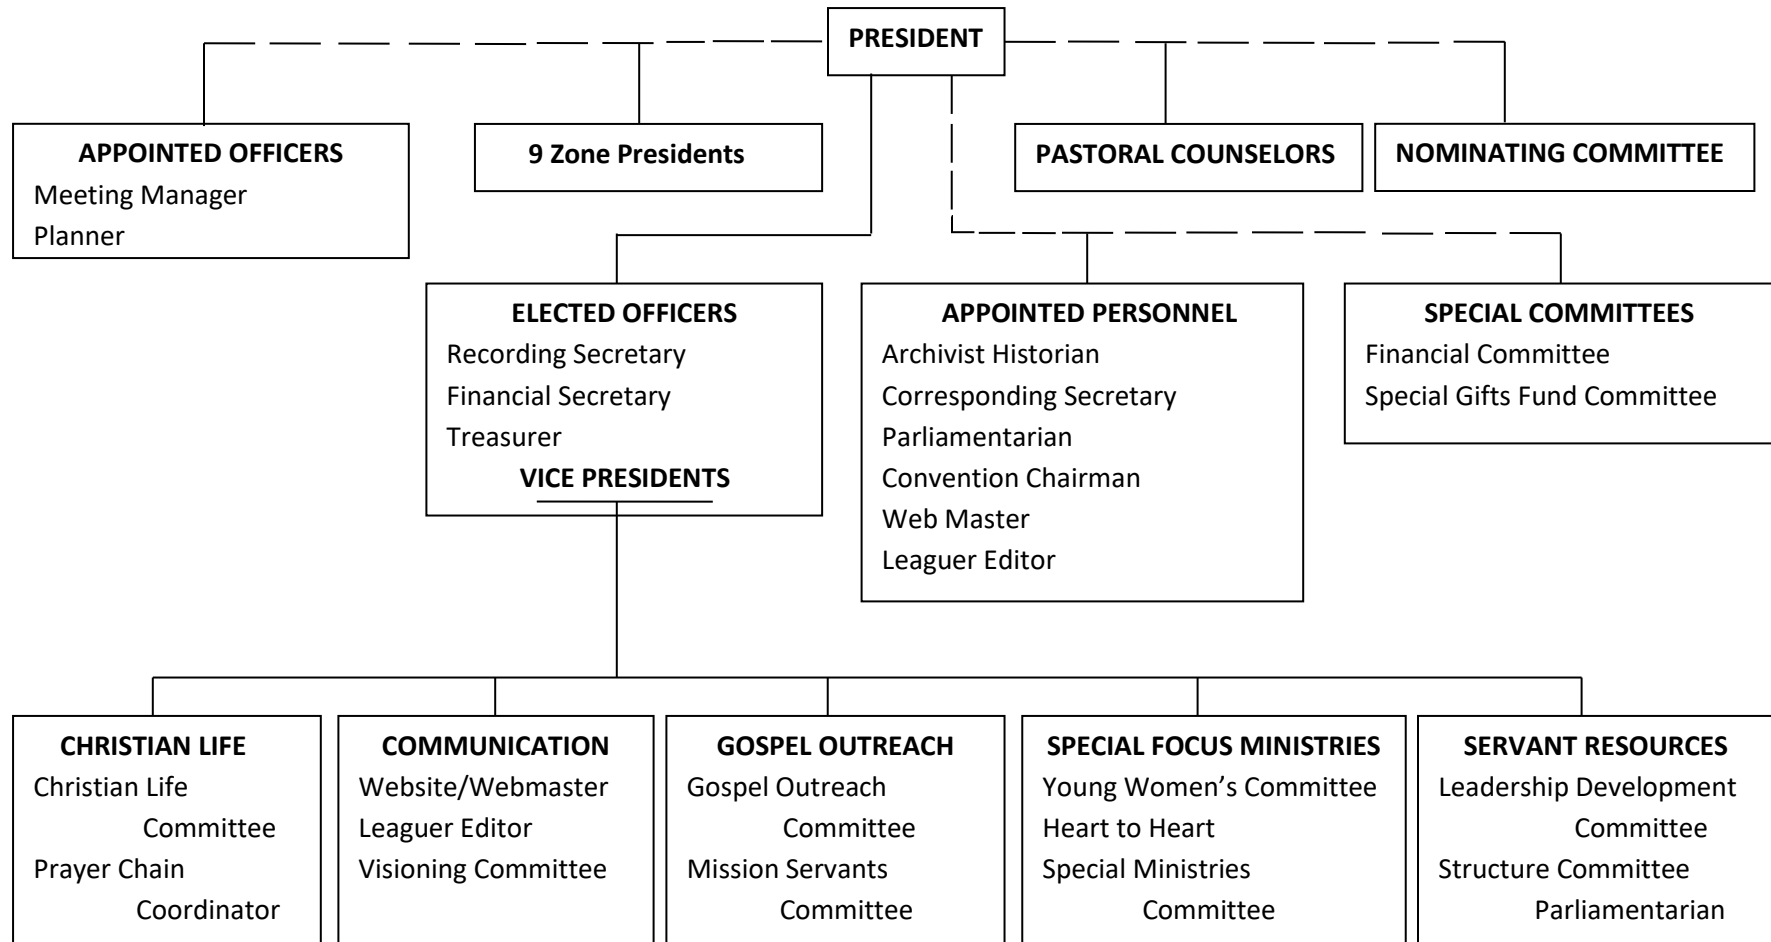 PRESIDENT
APPOINTED OFFICERS
Meeting Manager
Planner
9 Zone Presidents
PASTORAL COUNSELORS
NOMINATING COMMITTEE
ELECTED OFFICERS
Recording Secretary
Financial Secretary
Treasurer
VICE PRESIDENTS
APPOINTED PERSONNEL
Archivist Historian
Corresponding Secretary
Parliamentarian
Convention Chairman
Web Master
Leaguer Editor
SPECIAL COMMITTEES
Financial Committee
Special Gifts Fund Committee
CHRISTIAN LIFE
Christian Life
Committee
Prayer Chain
Coordinator
COMMUNICATION
Website/Webmaster
Leaguer Editor
Visioning Committee
GOSPEL OUTREACH
Gospel Outreach
Committee
Mission Servants
Committee
SPECIAL FOCUS MINISTRIES
Young Women’s Committee
Heart to Heart
Special Ministries
Committee
SERVANT RESOURCES
Leadership Development
Committee
Structure Committee
Parliamentarian